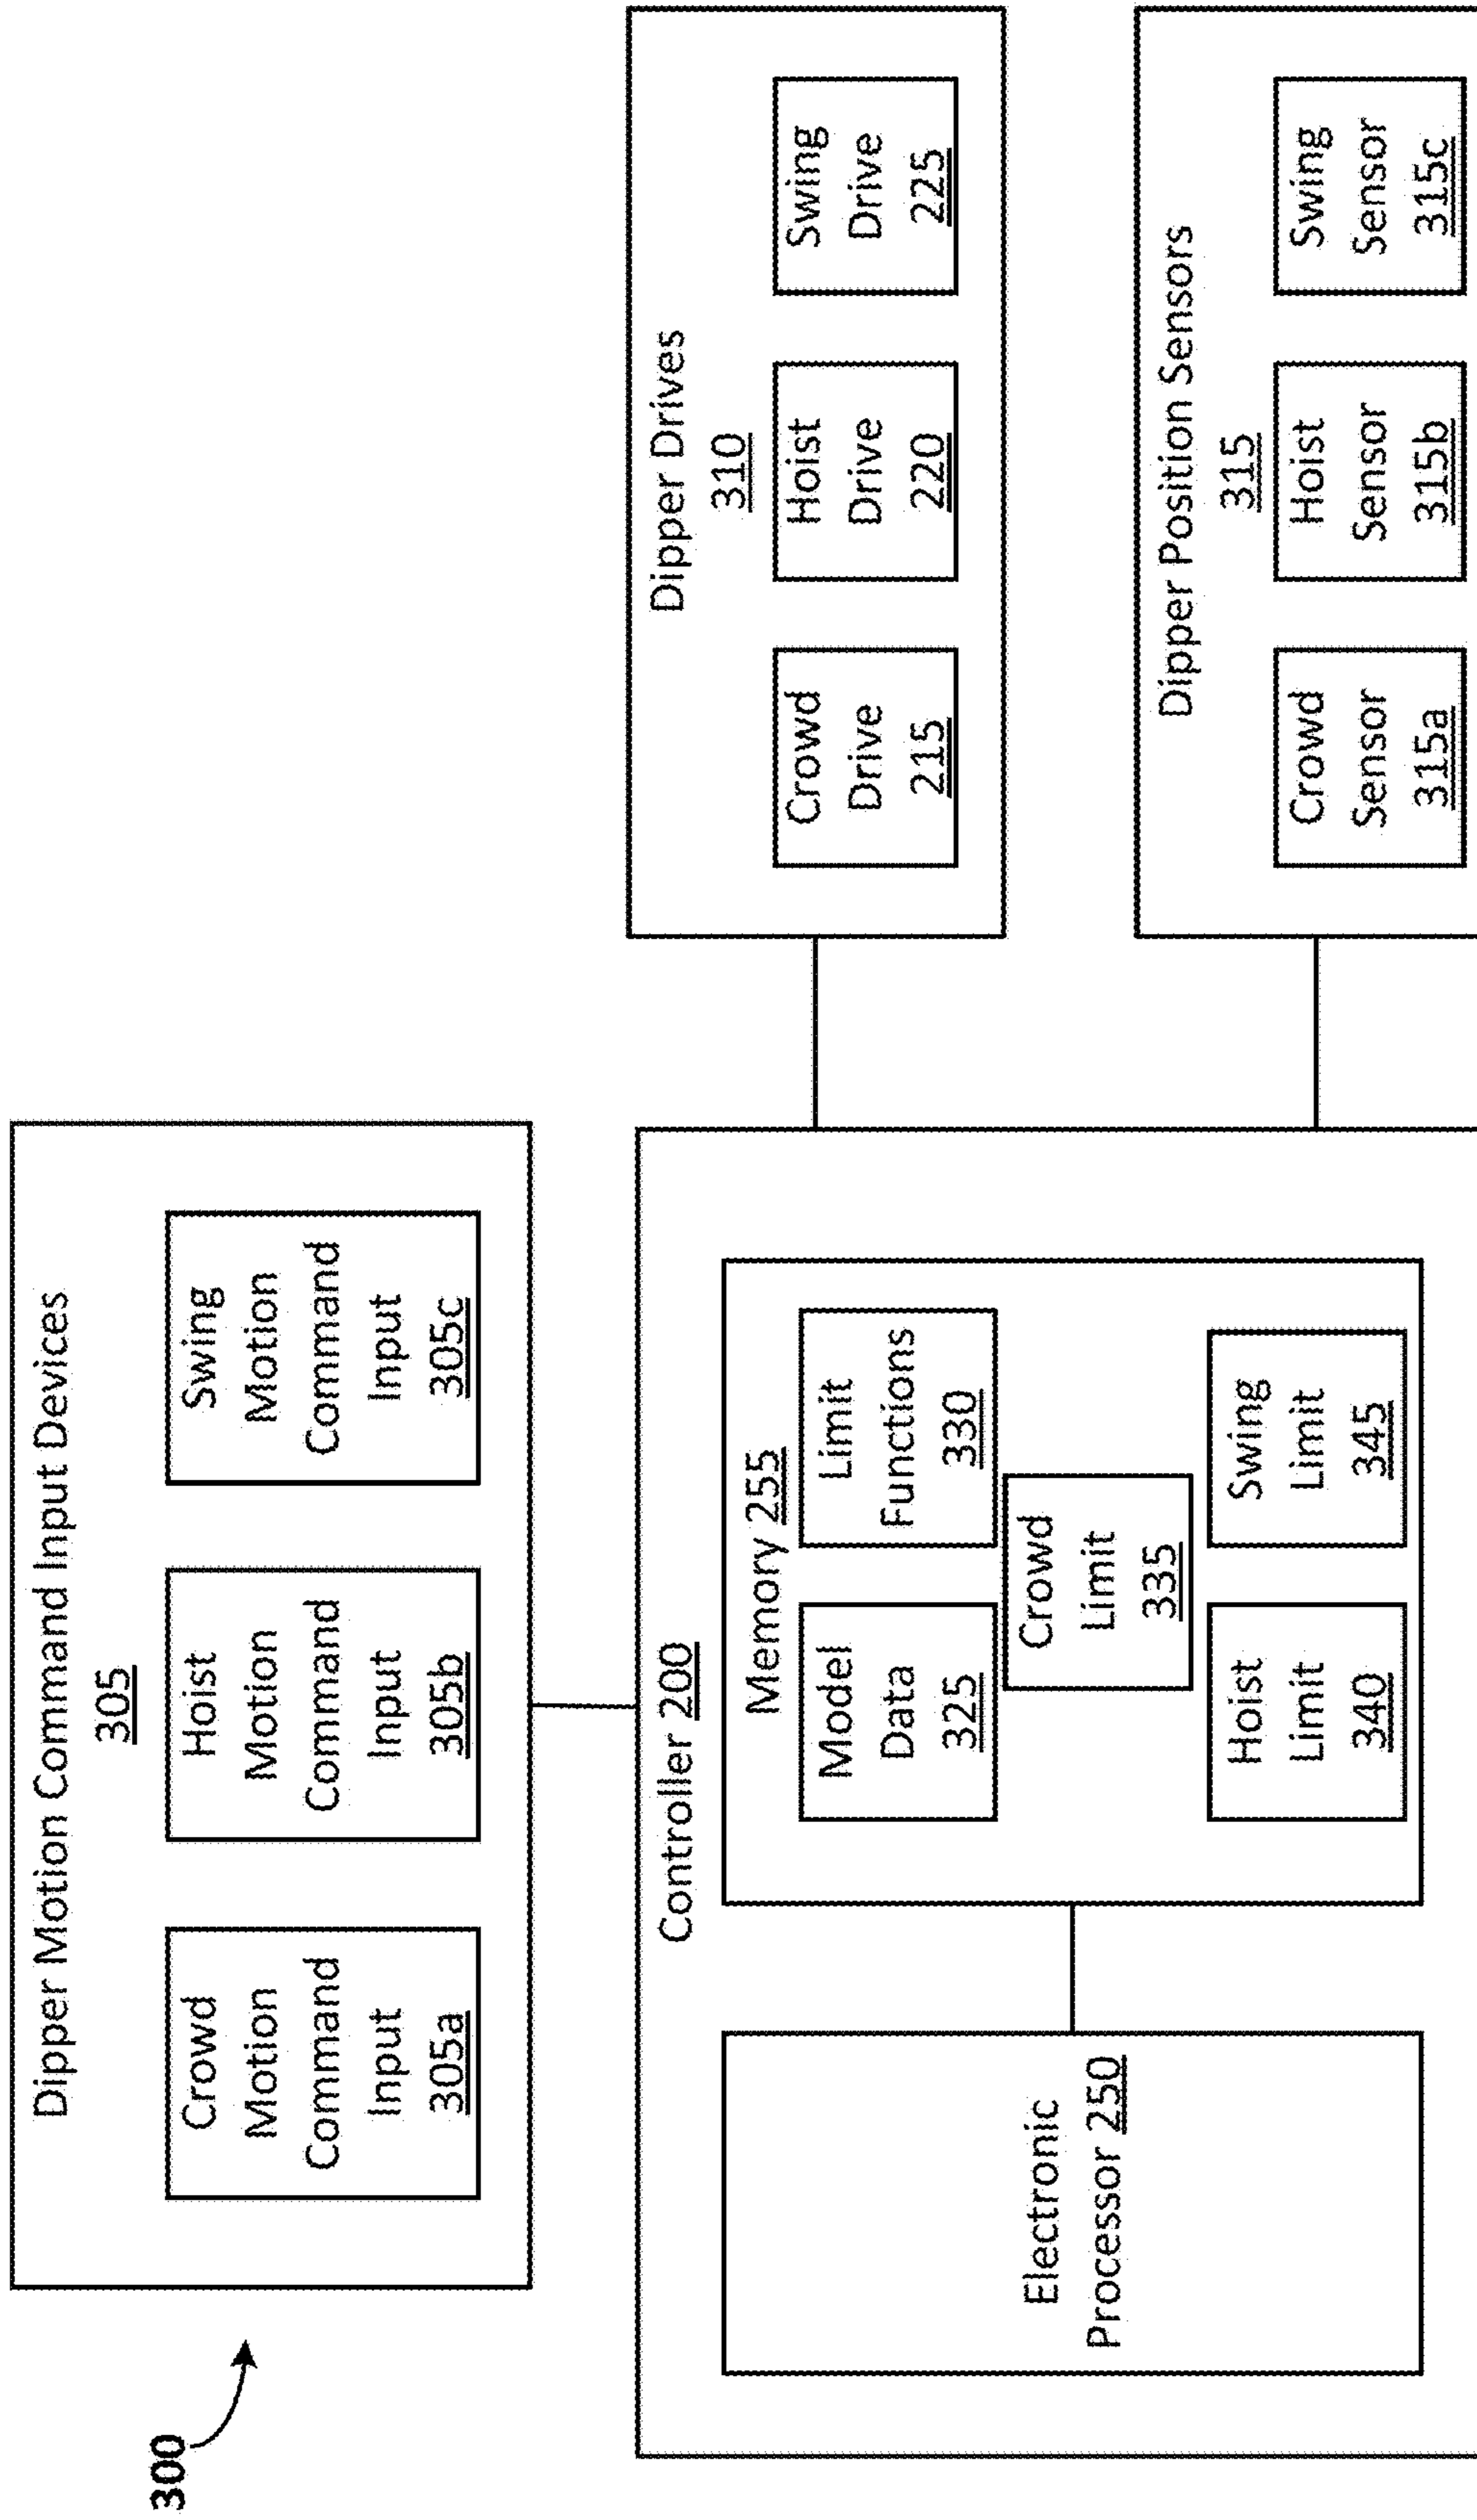 300
Dipper Motion Command Input Devices
305
Crowd
Motion
Command
Input
305a
Hoist
Motion
Command
Input
305b
Swing
Motion
Command
Input
305c
Controller 200
Electronic
Processor 250
Memory 255
Model
Data
325
Limit
Functions
330
Crowd
Limit
335
Hoist
Limit
340
Swing
Limit
345
Dipper Drives
310
Crowd
Drive
215
Hoist
Drive
220
Swing
Drive
225
Dipper Position Sensors
315
Crowd
Sensor
315a
Hoist
Sensor
315b
Swing
Sensor
315c